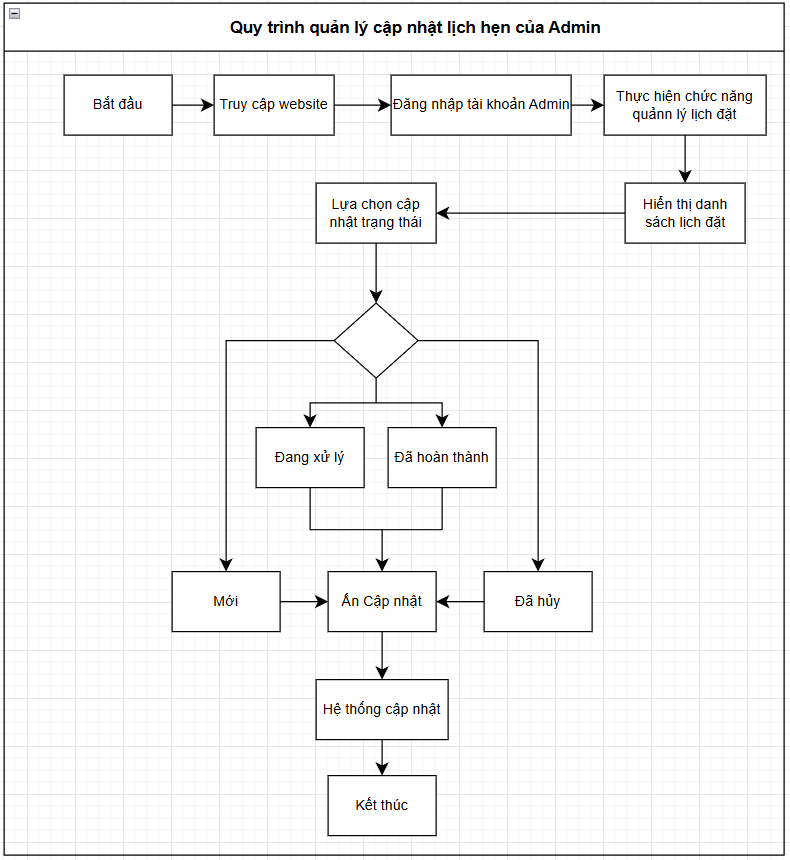 Quy trình quản lý cập nhật lịch hẹn của Admin
Bắt đầu
Truy cập website
Đăng nhập tài khoản Admin
Thực hiện chức năng
quảnn lý lịch đặt
Lựa chọn cập
nhật trạng thái
Hiển thị danh
sách lịch đặt
Đang xử lý
Đã hoàn thành
Mới
Ấn Cập nhật
Đã hủy
Hệ thống cập nhật
Kết thúc